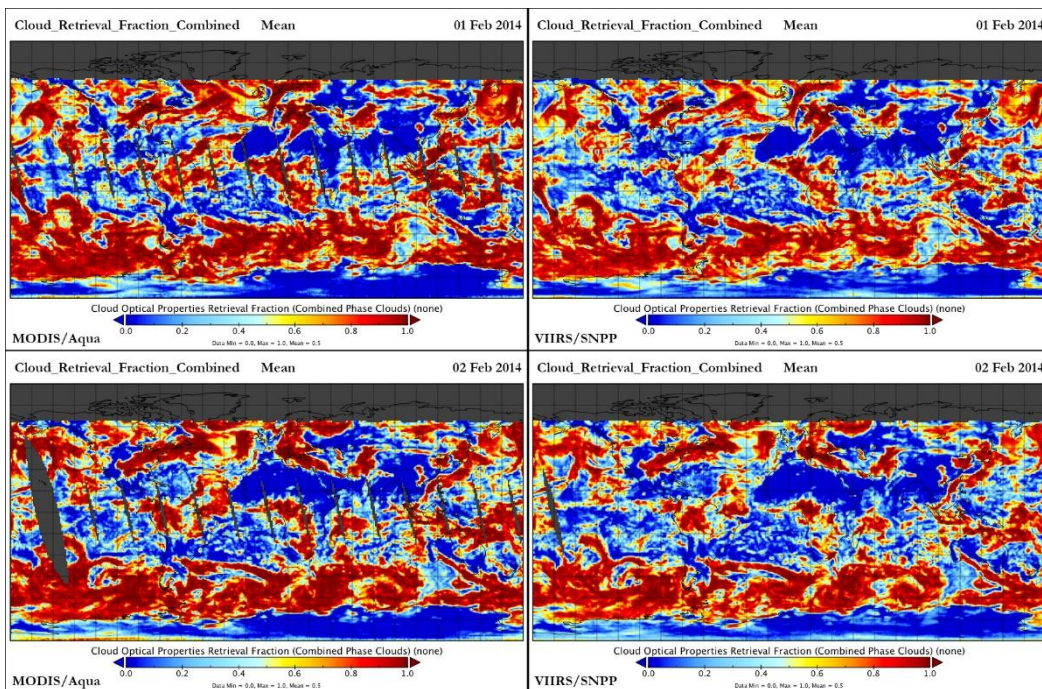 Cloud_Retrieval_Fraction_Combined Mean 01 Feb 2014
Cloud Optical Properties Retrieval Fraction (Combined Phase Clouds) (none)
0.0 0.2 0.4 0.6 0.8 1.0
Data Min = 0.0, Max = 1.0, Mean = 0.5
MODIS/Aqua
Cloud_Retrieval_Fraction_Combined Mean 01 Feb 2014
Cloud Optical Properties Retrieval Fraction (Combined Phase Clouds) (none)
0.0 0.2 0.4 0.6 0.8 1.0
Data Min = 0.0, Max = 1.0, Mean = 0.5
VIIRS/SNPP
Cloud_Retrieval_Fraction_Combined Mean 02 Feb 2014
Cloud Optical Properties Retrieval Fraction (Combined Phase Clouds) (none)
0.0 0.2 0.4 0.6 0.8 1.0
Data Min = 0.0, Max = 1.0, Mean = 0.5
MODIS/Aqua
Cloud_Retrieval_Fraction_Combined Mean 02 Feb 2014
Cloud Optical Properties Retrieval Fraction (Combined Phase Clouds) (none)
0.0 0.2 0.4 0.6 0.8 1.0
Data Min = 0.0, Max = 1.0, Mean = 0.5
VIIRS/SNPP